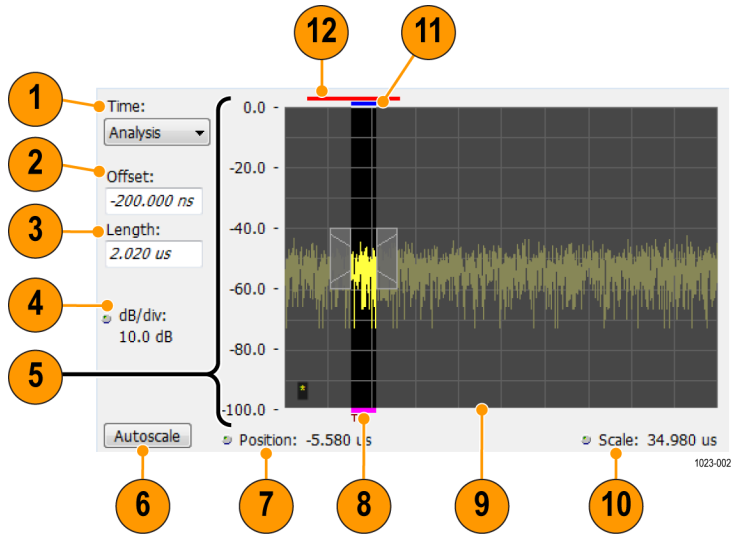 12
11
1
Time:
Analysis
2
Offset:
-200.000 ns
3
Length:
2.020 us
4
dB/div:
10.0 dB
5
0.0 -
-20.0 -
-40.0 -
-60.0 -
-80.0 -
-100.0 -
*
T
Autoscale
Position: -5.580 us
Scale: 34.980 us
1023-002
6
7
8
9
10